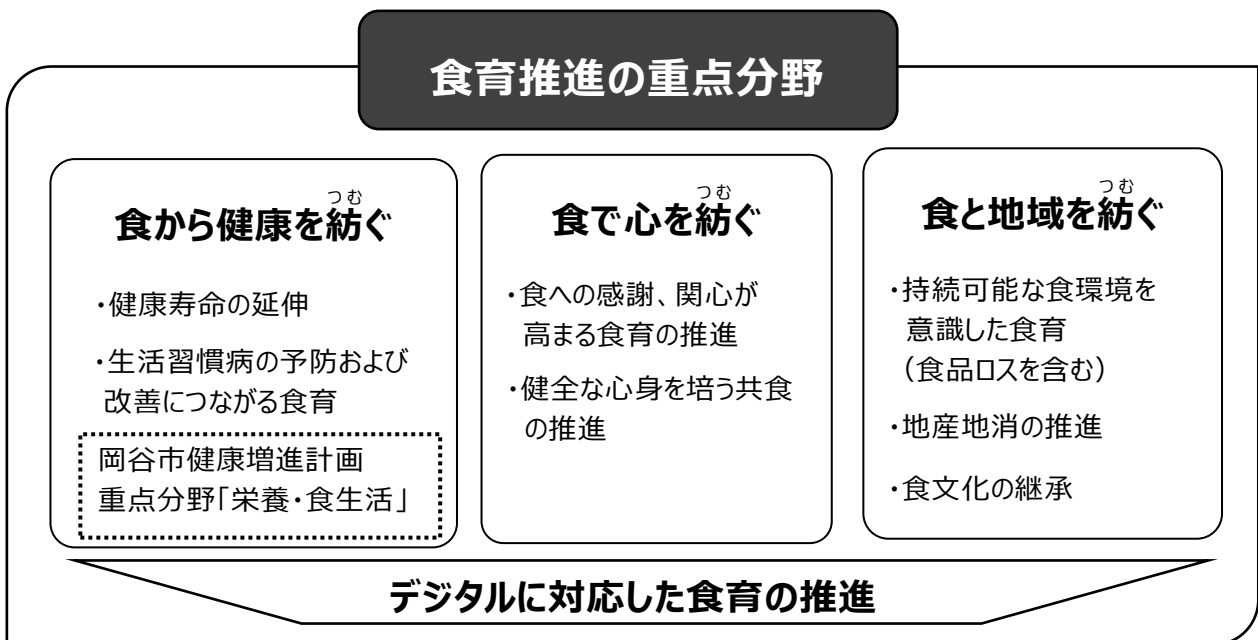 食育推進の重点分野
つむ
食から健康を紡ぐ
・健康寿命の延伸
・生活習慣病の予防および
改善につながる食育
岡谷市健康増進計画
重点分野「栄養・食生活」
つむ
食で心を紡ぐ
・食への感謝、関心が
高まる食育の推進
・健全な心身を培う共食
の推進
つむ
食と地域を紡ぐ
・持続可能な食環境を
意識した食育
（食品ロスを含む）
・地産地消の推進
・食文化の継承
デジタルに対応した食育の推進